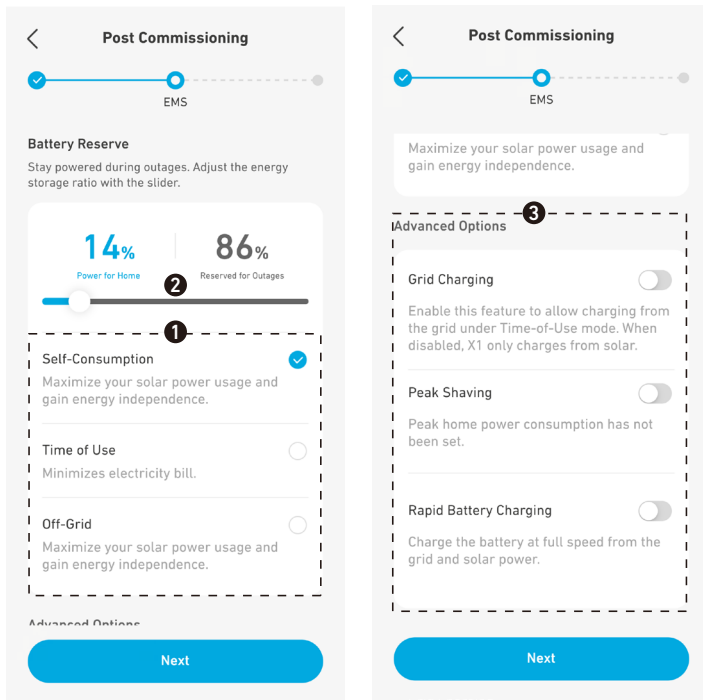 Post Commissioning
EMS
Battery Reserve
Stay powered during outages. Adjust the energy
storage ratio with the slider.
14%
86%
Power for Home
Reserved for Outages
2
1
Self-Consumption
Maximize your solar power usage and
gain energy independence.
Time of Use
Minimizes electricity bill.
Off-Grid
Maximize your solar power usage and
gain energy independence.
Advanced Options
Next
Post Commissioning
EMS
Maximize your solar power usage and
gain energy independence.
3
Advanced Options
Grid Charging
Enable this feature to allow charging from
the grid under Time-of-Use mode. When
disabled, X1 only charges from solar.
Peak Shaving
Peak home power consumption has not
been set.
Rapid Battery Charging
Charge the battery at full speed from the
grid and solar power.
Next